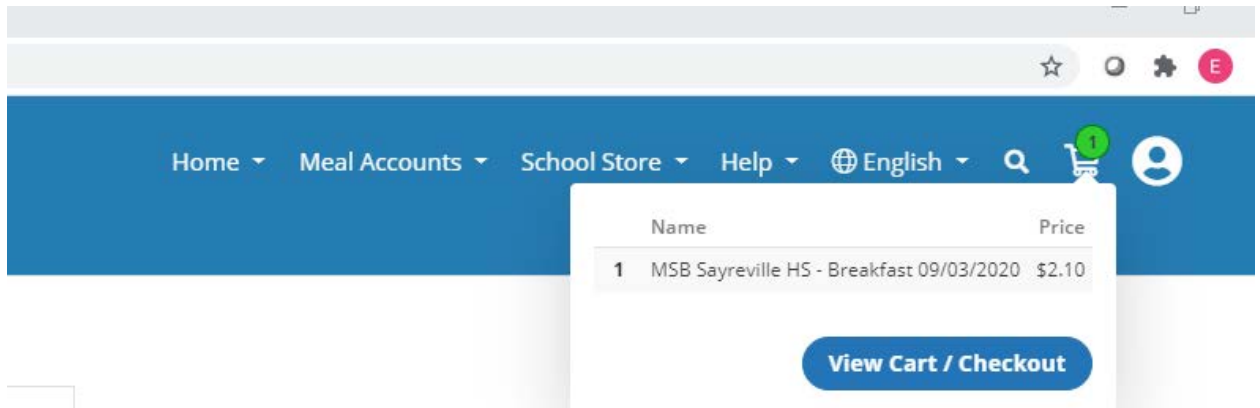 E
Home Meal Accounts School Store Help English 1
Name Price
1 MSB Sayreville HS - Breakfast 09/03/2020 $2.10
View Cart / Checkout